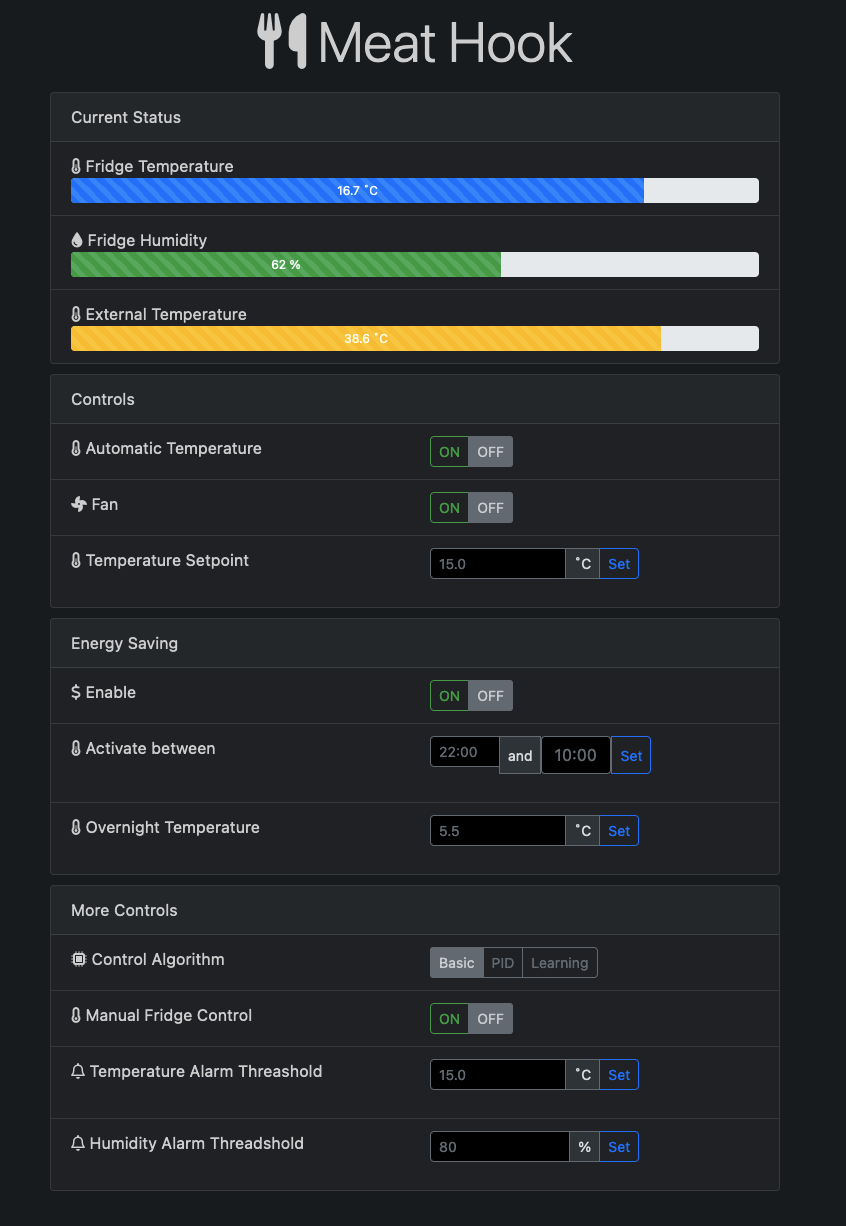 Meat Hook
Current Status
Fridge Temperature
16.7 ˚C
Fridge Humidity
62 %
External Temperature
38.6 ˚C
Controls
Automatic Temperature ON OFF
Fan ON OFF
Temperature Setpoint 15.0 ˚C Set
Energy Saving
$ Enable ON OFF
Activate between 22:00 and 10:00 Set
Overnight Temperature 5.5 ˚C Set
More Controls
Control Algorithm Basic PID Learning
Manual Fridge Control ON OFF
Temperature Alarm Threashold 15.0 ˚C Set
Humidity Alarm Threadshold 80 % Set